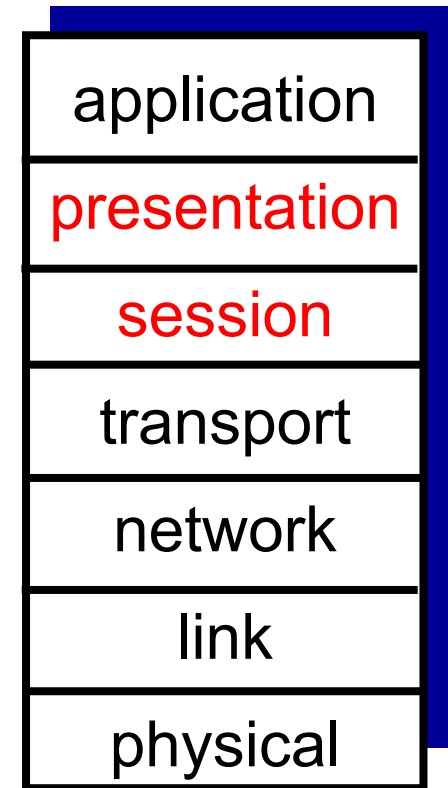 application
presentation
session
transport
network
link
physical